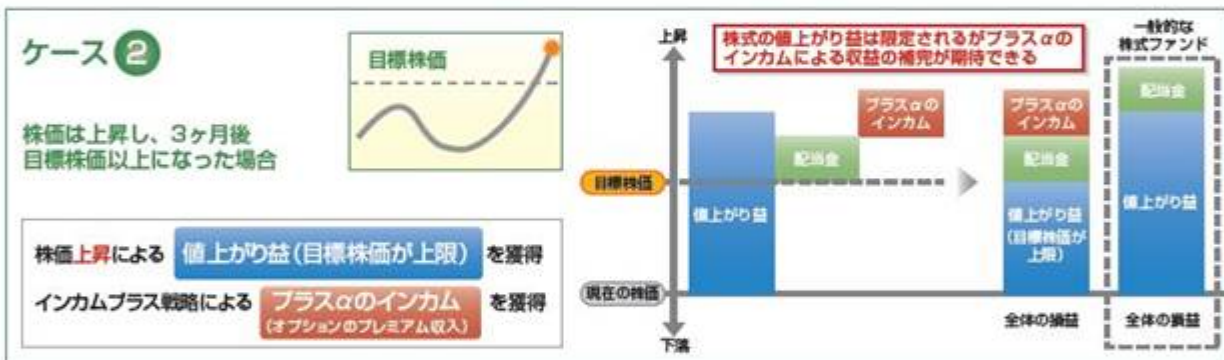 ケース2
目標株価
株価は上昇し、3ヶ月後
目標株価以上になった場合
株価上昇による 値上がり益(目標株価が上限) を獲得
インカムプラス戦略による プラスαのインカム を獲得
(オプションのプレミアム収入)
上昇
株式の値上がり益は限定されるがプラスαの
インカムによる収益の補完が期待できる
一般的な
株式ファンド
プラスαの
インカム
プラスαの
インカム
配当金
配当金
配当金
目標株価
値上がり益
値上がり益
(目標株価が
上限)
値上がり益
現在の株価
下落
全体の損益
全体の損益